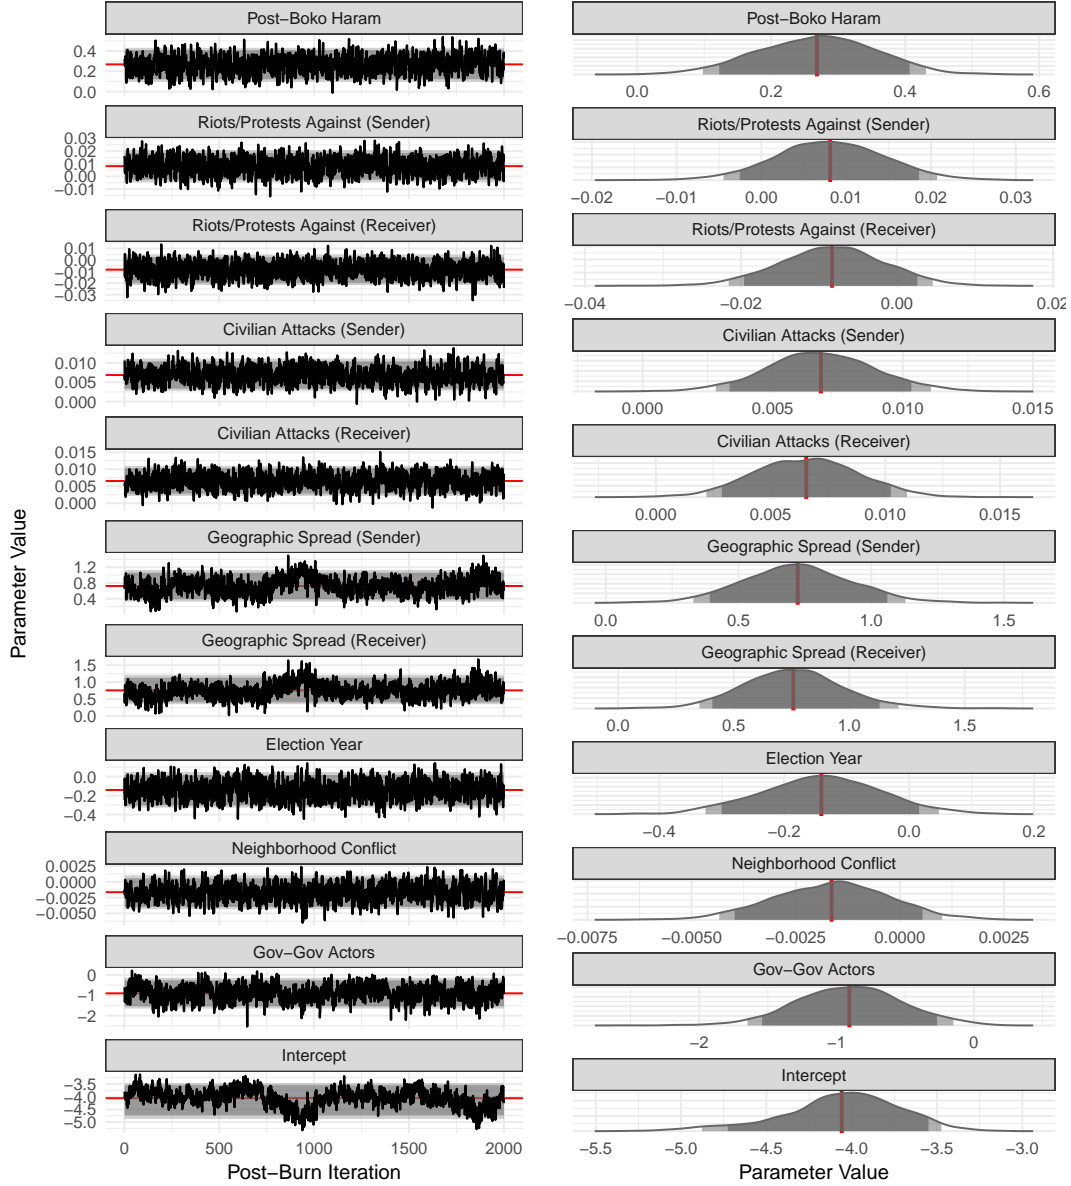 Post−Boko Haram
0.4
0.2
0.0
Riots/Protests Against (Sender)
0.03
0.02
0.01
0.00
−0.01
Riots/Protests Against (Receiver)
0.01
−0.01
−0.02
−0.03
Civilian Attacks (Sender)
0.010
0.005
0.000
Civilian Attacks (Receiver)
0.015
0.010
0.005
0.000
Geographic Spread (Sender)
1.2
0.8
0.4
Geographic Spread (Receiver)
1.5
1.0
0.5
0.0
Election Year
0.0
−0.2
−0.4
Neighborhood Conflict
0.0025
0.0000
−0.0025
−0.0050
Gov−Gov Actors
0
−1
−2
Intercept
−3.5
−4.0
−4.5
−5.0
0 500 1000 1500 2000
Post−Burn Iteration
Parameter Value
Post−Boko Haram
0.0 0.2 0.4 0.6
Riots/Protests Against (Sender)
−0.02 −0.01 0.00 0.01 0.02 0.03
Riots/Protests Against (Receiver)
−0.04 −0.02 0.00 0.02
Civilian Attacks (Sender)
0.000 0.005 0.010 0.015
Civilian Attacks (Receiver)
0.000 0.005 0.010 0.015
Geographic Spread (Sender)
0.0 0.5 1.0 1.5
Geographic Spread (Receiver)
0.0 0.5 1.0 1.5
Election Year
−0.4 −0.2 0.0 0.2
Neighborhood Conflict
−0.0075 −0.0050 −0.0025 0.0000 0.0025
Gov−Gov Actors
−2 −1 0
Intercept
−5.5 −5.0 −4.5 −4.0 −3.5 −3.0
Parameter Value